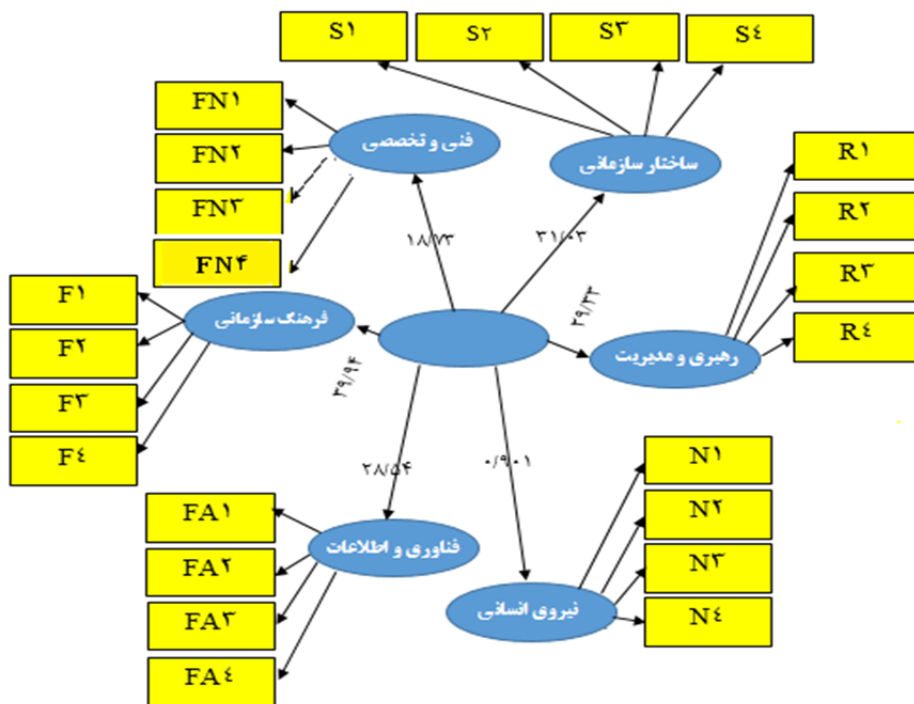 S۱
S۲
S۳
S٤
FN۱
FN۲
FN۳
FN۴
فنی و تخصصی
ساختار سازمانی
R۱
R۲
R۳
R٤
۱۸/۷۳
۳۱/۰۳
۲۹/۳۳
F۱
F۲
F۳
F٤
فرهنگ سازمانی
رهبری و مدیریت
۳۹/۹۴
۲۸/۵۴
۰/۹۰۱
N۱
N۲
N۳
N٤
FA۱
FA۲
FA۳
FA٤
فناوری و اطلاعات
نیروی انسانی